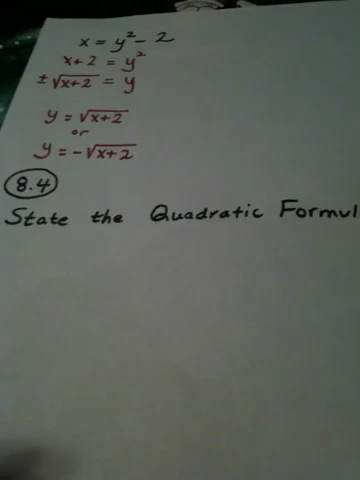 x = y² - 2
x + 2 = y²
± √x+2 = y
y = √x+2
or
y = - √x+2
8.4
State the Quadratic Formul